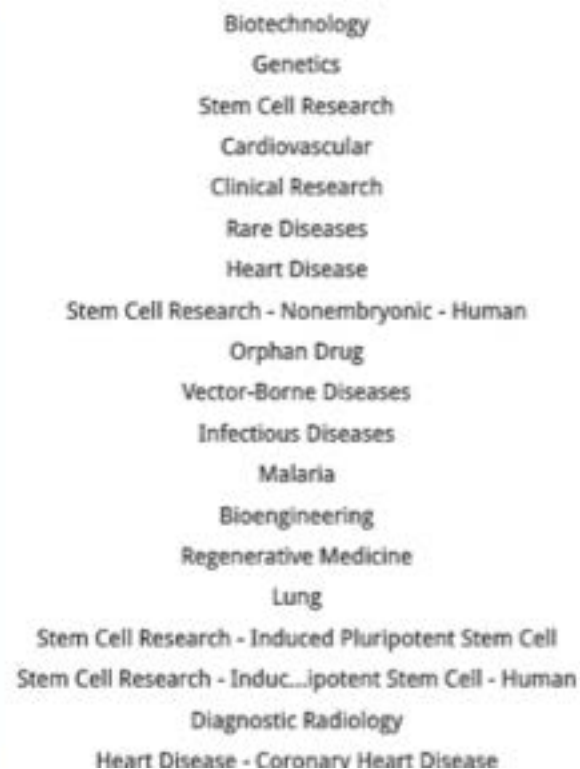 Biotechnology
Genetics
Stem Cell Research
Cardiovascular
Clinical Research
Rare Diseases
Heart Disease
Stem Cell Research - Nonembryonic - Human
Orphan Drug
Vector-Borne Diseases
Infectious Diseases
Malaria
Bioengineering
Regenerative Medicine
Lung
Stem Cell Research - Induced Pluripotent Stem Cell
Stem Cell Research - Induc...ipotent Stem Cell - Human
Diagnostic Radiology
Heart Disease - Coronary Heart Disease